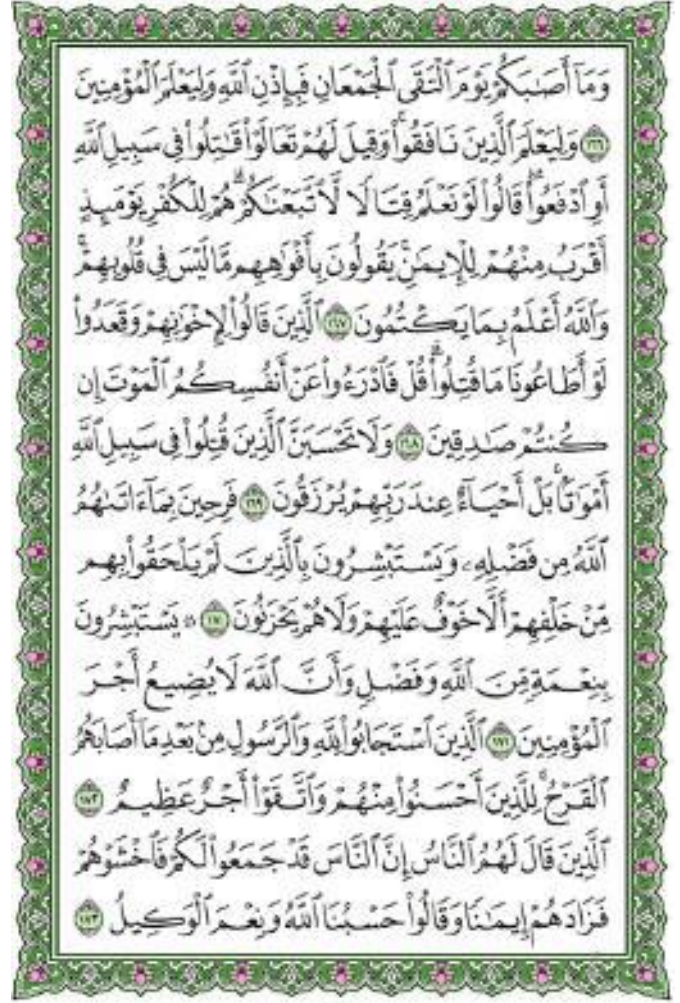 وَمَآ أَصَٰبَكُمۡ يَوۡمَ ٱلۡتَقَى ٱلۡجَمۡعَانِ فَبِإِذۡنِ ٱللَّهِ وَلِيَعۡلَمَ ٱلۡمُؤۡمِنِينَ
١٦٦ وَلِيَعۡلَمَ ٱلَّذِينَ نَافَقُواْۚ وَقِيلَ لَهُمۡ تَعَالَوۡاْ قَٰتِلُواْ فِي سَبِيلِ ٱللَّهِ
أَوِ ٱدۡفَعُواْۖ قَالُواْ لَوۡ نَعۡلَمُ قِتَالٗا لَّٱتَّبَعۡنَٰكُمۡۗ هُمۡ لِلۡكُفۡرِ يَوۡمَئِذٍ
أَقۡرَبُ مِنۡهُمۡ لِلۡإِيمَٰنِۚ يَقُولُونَ بِأَفۡوَٰهِهِم مَّا لَيۡسَ فِي قُلُوبِهِمۡۚ
وَٱللَّهُ أَعۡلَمُ بِمَا يَكۡتُمُونَ ١٦٧ ٱلَّذِينَ قَالُواْ لِإِخۡوَٰنِهِمۡ وَقَعَدُواْ
لَوۡ أَطَاعُونَا مَا قُتِلُواْۗ قُلۡ فَٱدۡرَءُواْ عَنۡ أَنفُسِكُمُ ٱلۡمَوۡتَ إِن
كُنتُمۡ صَٰدِقِينَ ١٦٨ وَلَا تَحۡسَبَنَّ ٱلَّذِينَ قُتِلُواْ فِي سَبِيلِ ٱللَّهِ
أَمۡوَٰتَۢاۚ بَلۡ أَحۡيَآءٌ عِندَ رَبِّهِمۡ يُرۡزَقُونَ ١٦٩ فَرِحِينَ بِمَآ ءَاتَىٰهُمُ
ٱللَّهُ مِن فَضۡلِهِۦ وَيَسۡتَبۡشِرُونَ بِٱلَّذِينَ لَمۡ يَلۡحَقُواْ بِهِم
مِّنۡ خَلۡفِهِمۡ أَلَّا خَوۡفٌ عَلَيۡهِمۡ وَلَا هُمۡ يَحۡزَنُونَ ١٧٠ ۞ يَسۡتَبۡشِرُونَ
بِنِعۡمَةٖ مِّنَ ٱللَّهِ وَفَضۡلٖ وَأَنَّ ٱللَّهَ لَا يُضِيعُ أَجۡرَ
ٱلۡمُؤۡمِنِينَ ١٧١ ٱلَّذِينَ ٱسۡتَجَابُواْ لِلَّهِ وَٱلرَّسُولِ مِنۢ بَعۡدِ مَآ أَصَابَهُمُ
ٱلۡقَرۡحُۚ لِلَّذِينَ أَحۡسَنُواْ مِنۡهُمۡ وَٱتَّقَوۡاْ أَجۡرٌ عَظِيمٌ ١٧٢
ٱلَّذِينَ قَالَ لَهُمُ ٱلنَّاسُ إِنَّ ٱلنَّاسَ قَدۡ جَمَعُواْ لَكُمۡ فَٱخۡشَوۡهُمۡ
فَزَادَهُمۡ إِيمَٰنٗا وَقَالُواْ حَسۡبُنَا ٱللَّهُ وَنِعۡمَ ٱلۡوَكِيلُ ١٧٣